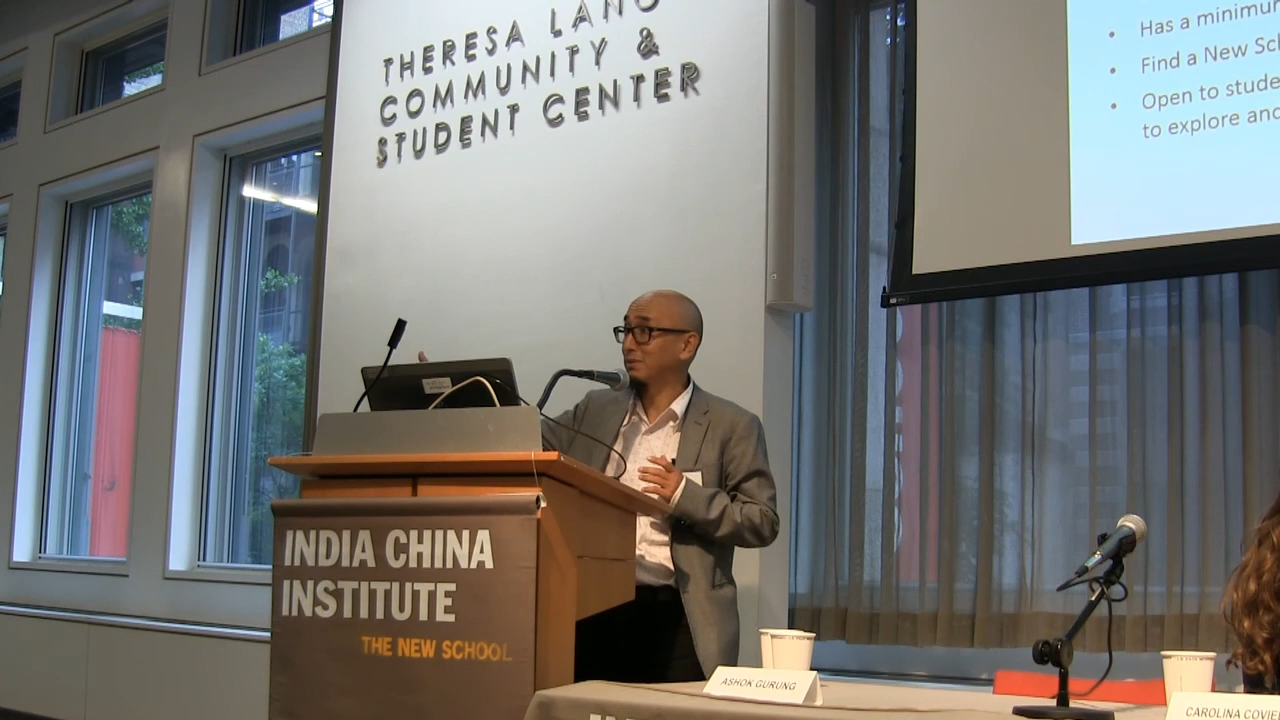 THERESA LANG
COMMUNITY &
STUDENT CENTER
Has a minimum
Find a New Sch
Open to stude
to explore and
INDIA CHINA
INSTITUTE
THE NEW SCHOOL
ASHOK GURUNG
CAROLINA COVIE